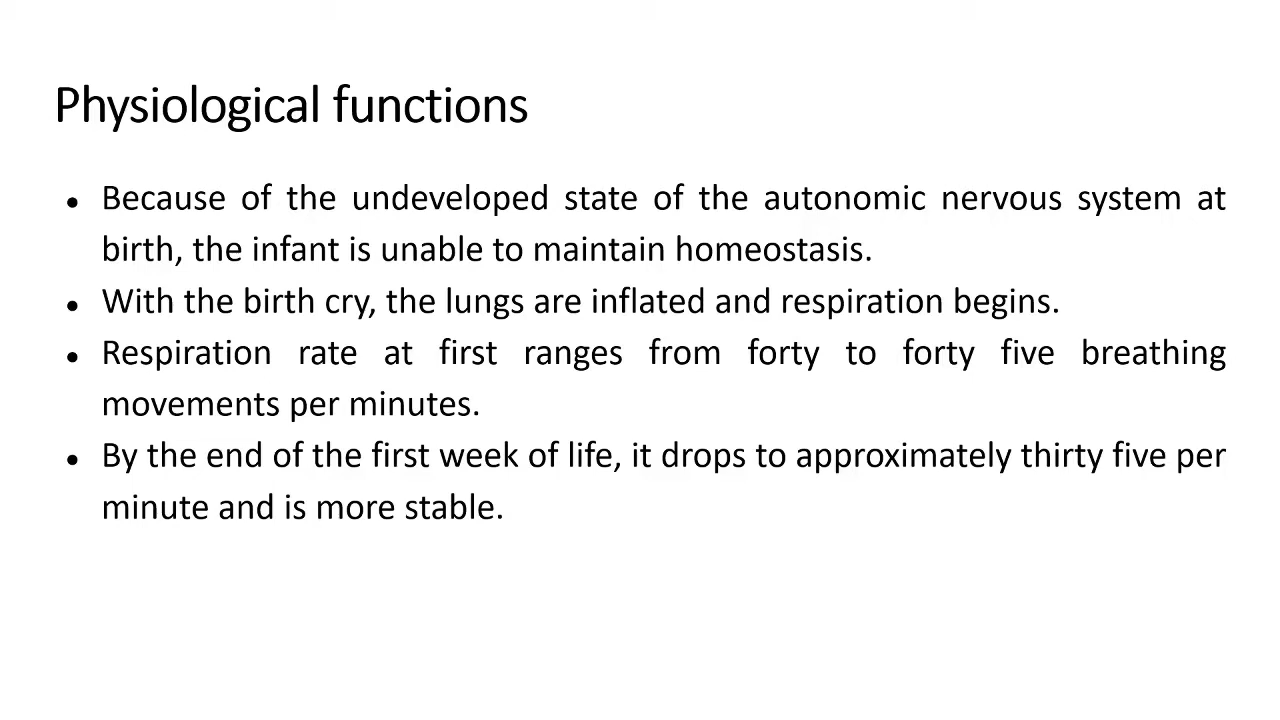 Physiological functions
• Because of the undeveloped state of the autonomic nervous system at
birth, the infant is unable to maintain homeostasis.
• With the birth cry, the lungs are inflated and respiration begins.
• Respiration rate at first ranges from forty to forty five breathing
movements per minutes.
• By the end of the first week of life, it drops to approximately thirty five per
minute and is more stable.